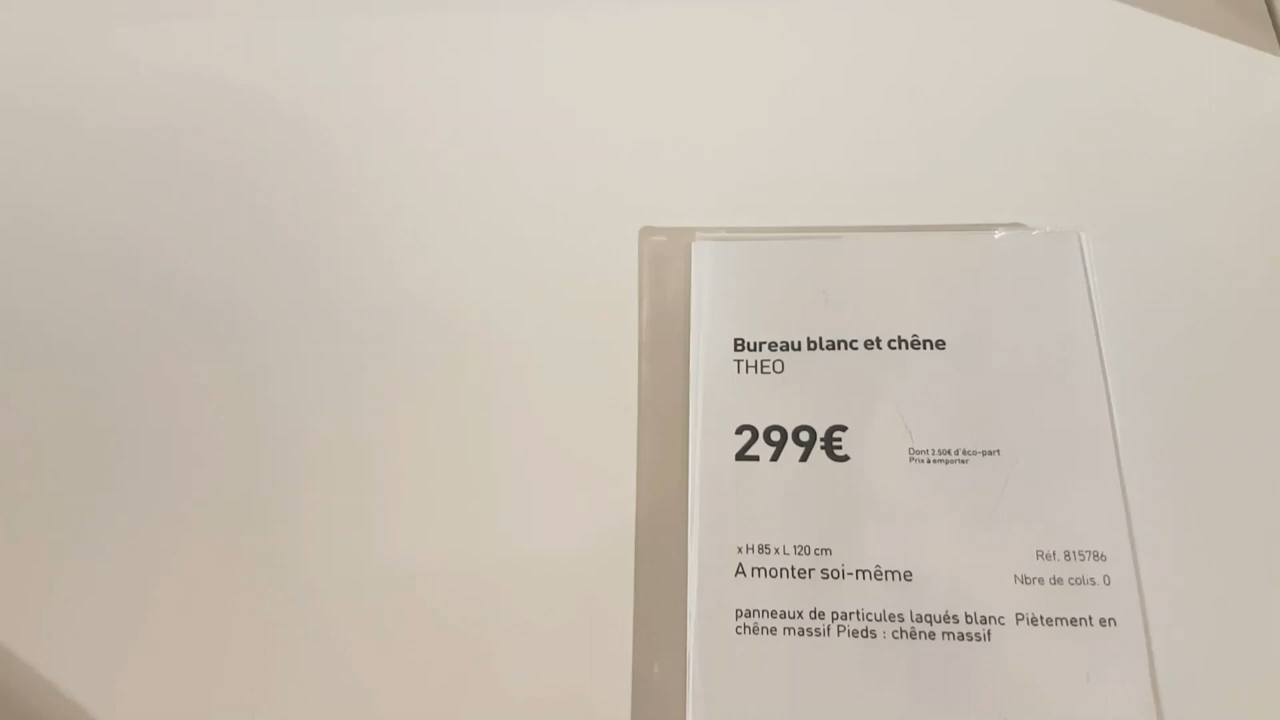 Bureau blanc et chêne
THEO
299€
Dont 2.50€ d'éco-part
Prix à emporter
x H 85 x L 120 cm
Réf. 815786
A monter soi-même
Nbre de colis. 0
panneaux de particules laqués blanc Piètement en
chêne massif Pieds : chêne massif